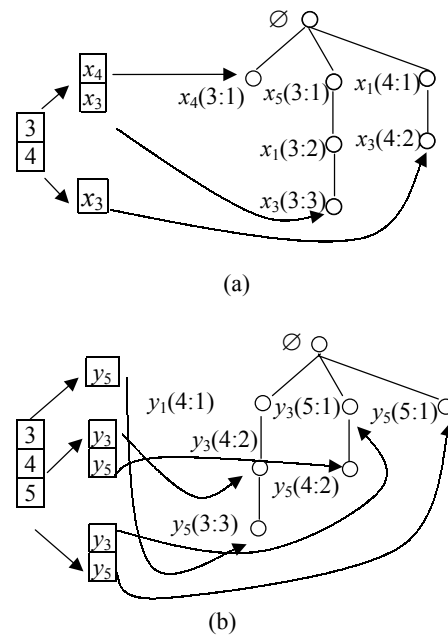 ∅
x4
x3
x4(3:1) x5(3:1) x1(4:1)
3
4
x1(3:2) x3(4:2)
x3
x3(3:3)
(a)
∅
y5
y1(4:1) y3(5:1) y5(5:1)
3
4
5
y3
y5
y3(4:2)
y5(4:2)
y5(3:3)
y3
y5
(b)